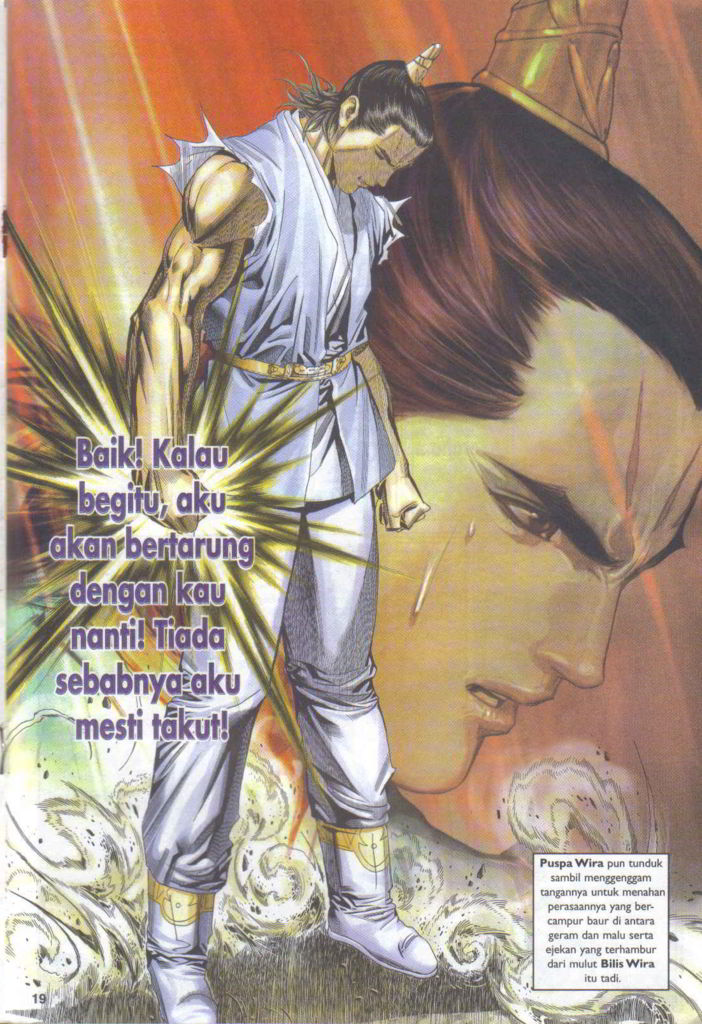 Baik! Kalau
begitu, aku
akan bertarung
dengan kau
nanti! Tiada
sebabnya aku
mesti takut!
Puspa Wira pun tunduk
sambil menggenggam
tangannya untuk menahan
perasaannya yang ber-
campur baur di antara
geram dan malu serta
ejekan yang terhambur
dari mulut Bilis Wira
itu tadi.
19